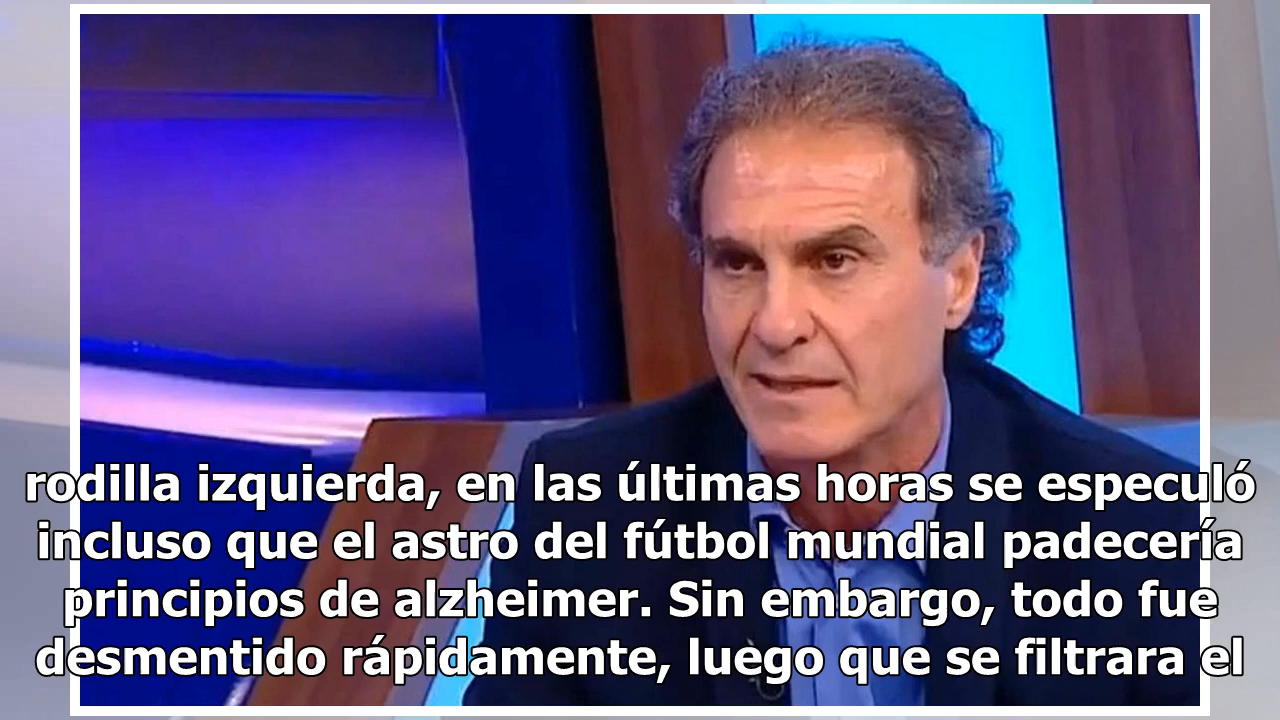 rodilla izquierda, en las últimas horas se especuló
incluso que el astro del fútbol mundial padecería
principios de alzheimer. Sin embargo, todo fue
desmentido rápidamente, luego que se filtrara el